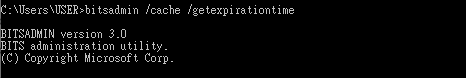 C:\Users\USER>bitsadmin /cache /getexpirationtime
BITSADMIN version 3.0
BITS administration utility.
(C) Copyright Microsoft Corp.